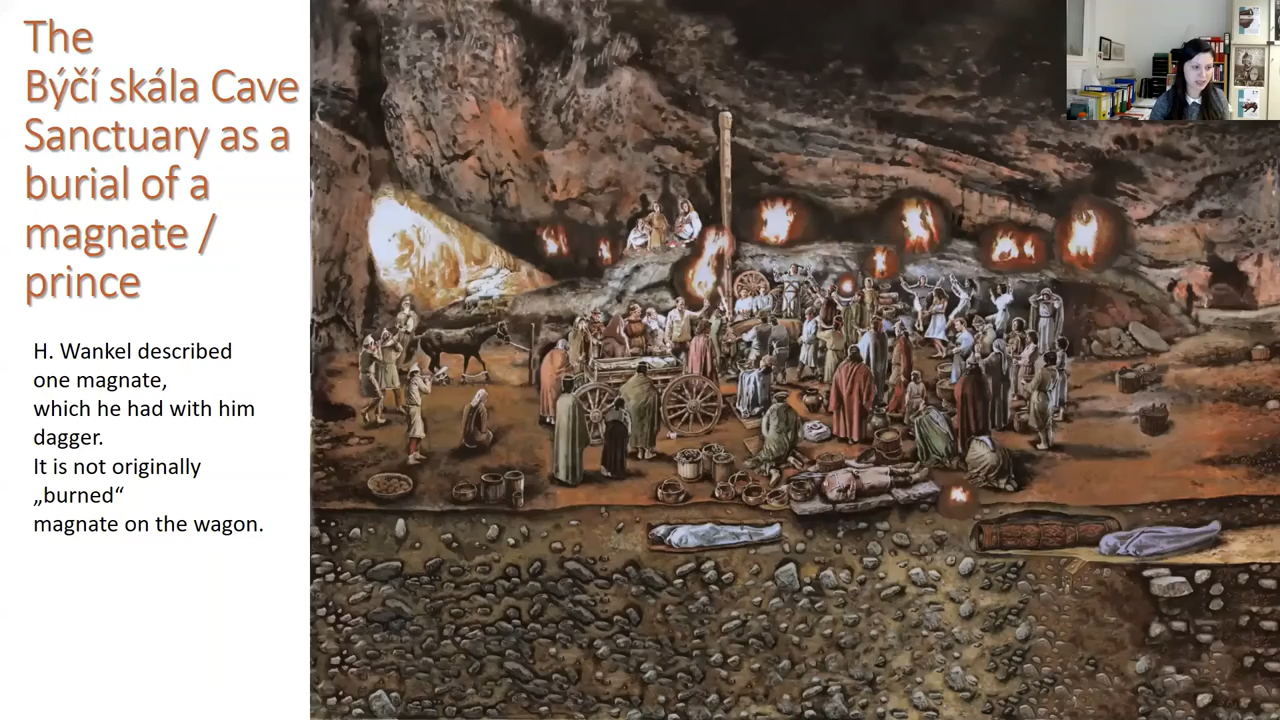 The
Býčí skála Cave
Sanctuary as a
burial of a
magnate /
prince
H. Wankel described
one magnate,
which he had with him
dagger.
It is not originally
„burned“
magnate on the wagon.